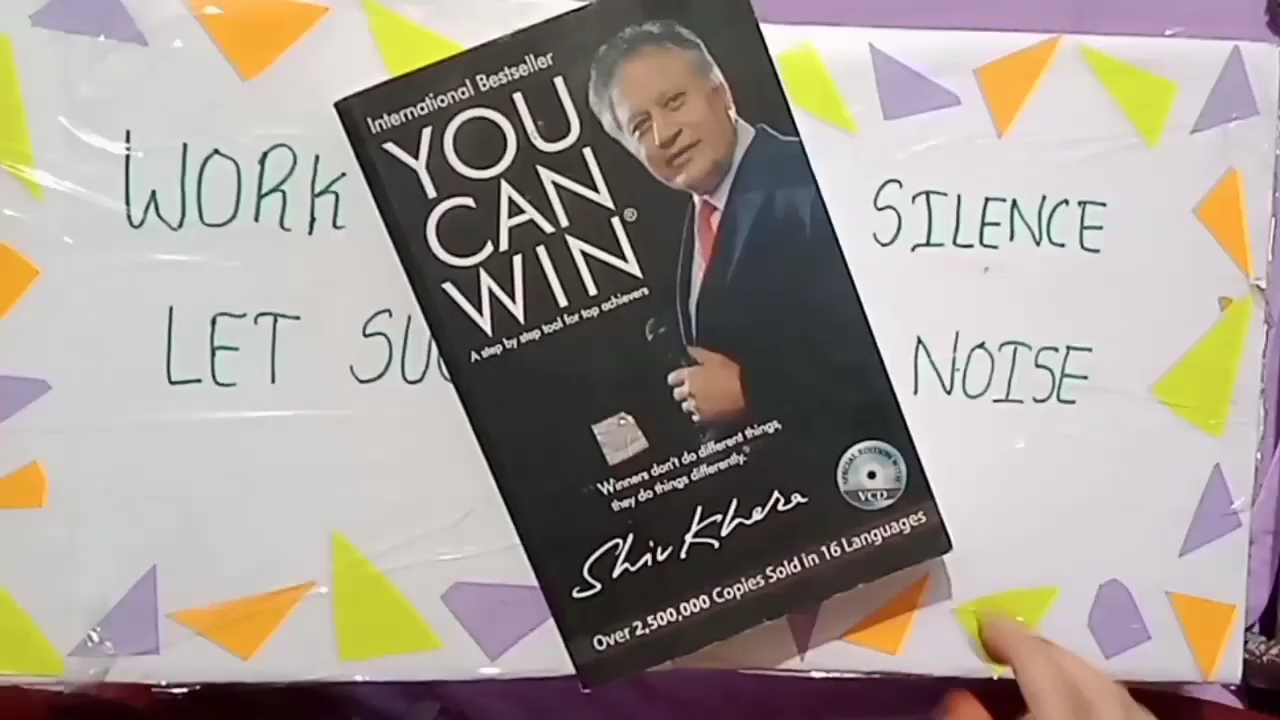 International Bestseller
YOU
CAN
WIN®
A step by step tool for top achievers
"Winners don't do different things,
they do things differently."
Shiv Khera
SPECIAL EDITION WITH
VCD
Over 2,500,000 Copies Sold in 16 Languages
WORK SILENCE
LET SU NOISE